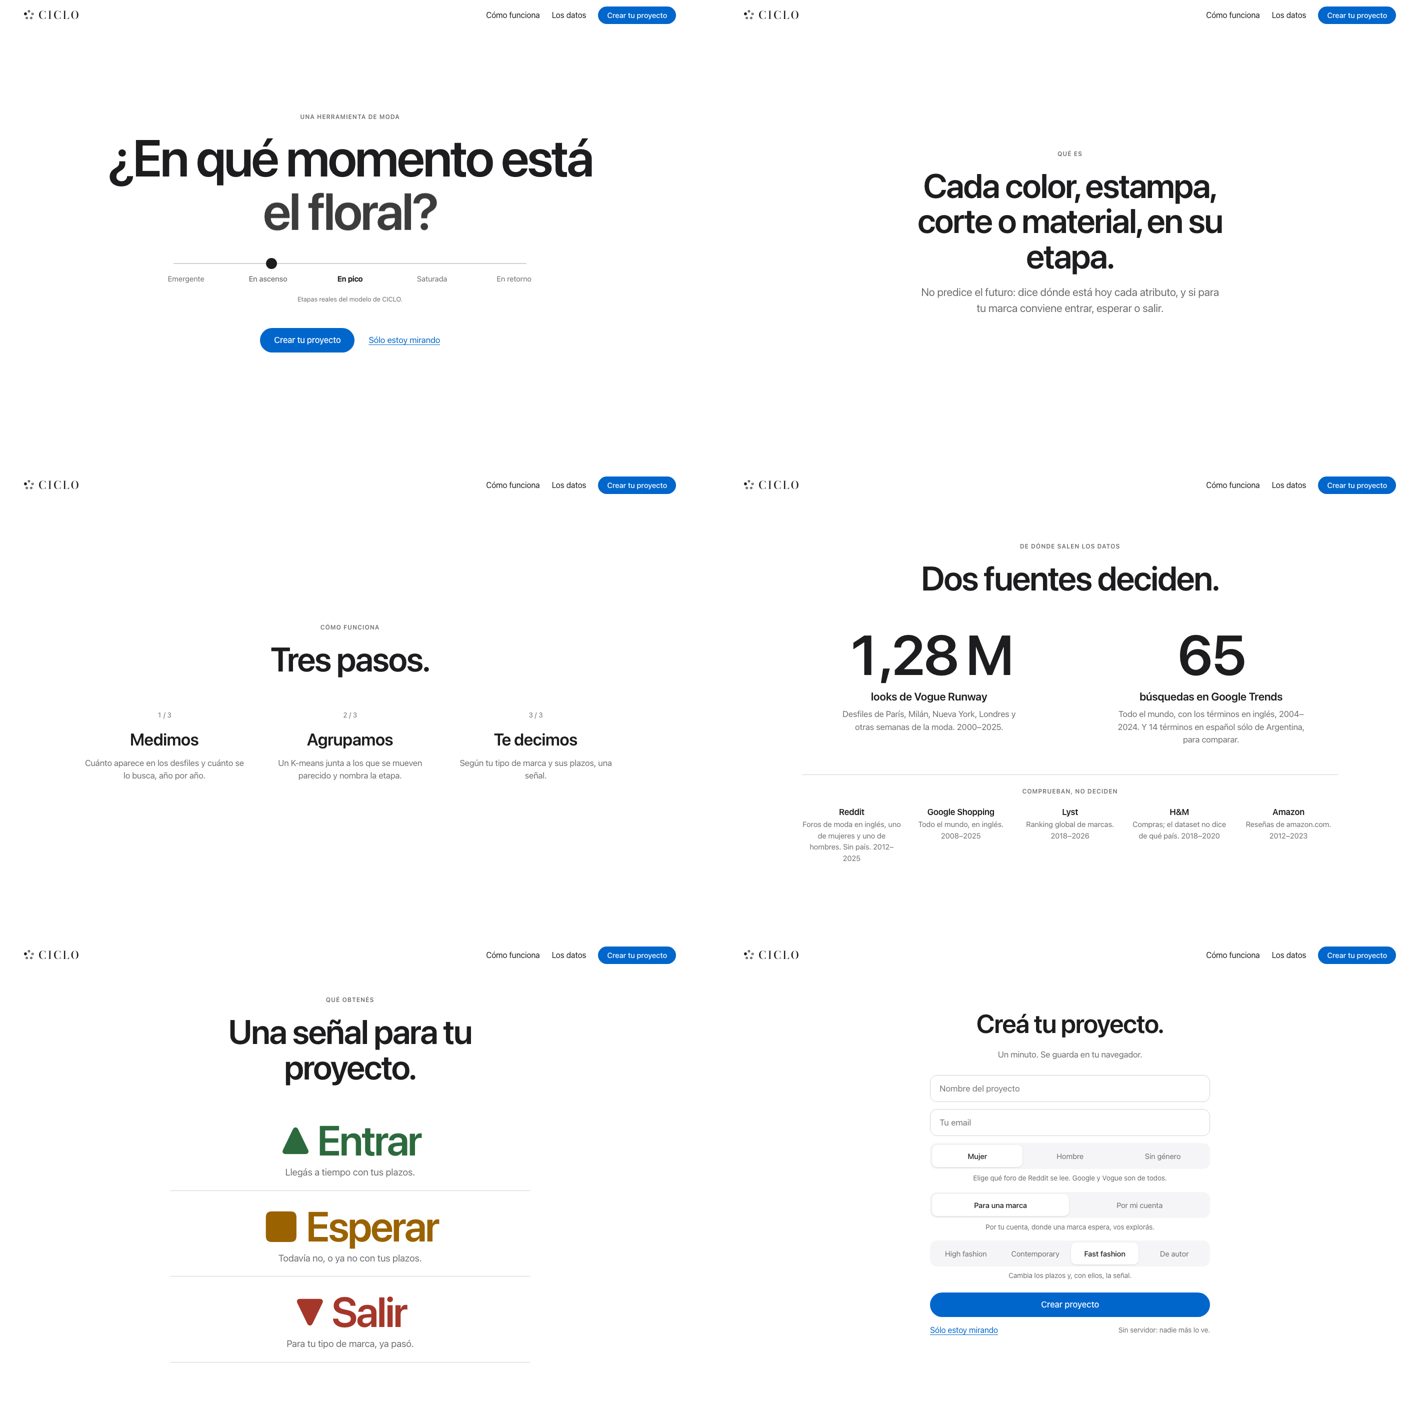 CICLO
Cómo funciona
Los datos
Crear tu proyecto
UNA HERRAMIENTA DE MODA
¿En qué momento está
el floral?
Emergente
En ascenso
En pico
Saturada
En retorno
Etapas reales del modelo de CICLO.
Crear tu proyecto
Sólo estoy mirando
CICLO
Cómo funciona
Los datos
Crear tu proyecto
QUÉ ES
Cada color, estampa,
corte o material, en su
etapa.
No predice el futuro: dice dónde está hoy cada atributo, y si para
tu marca conviene entrar, esperar o salir.
CICLO
Cómo funciona
Los datos
Crear tu proyecto
CÓMO FUNCIONA
Tres pasos.
1 / 3
Medimos
Cuánto aparece en los desfiles y cuánto se
lo busca, año por año.
2 / 3
Agrupamos
Un K-means junta a los que se mueven
parecido y nombra la etapa.
3 / 3
Te decimos
Según tu tipo de marca y sus plazos, una
señal.
CICLO
Cómo funciona
Los datos
Crear tu proyecto
DE DÓNDE SALEN LOS DATOS
Dos fuentes deciden.
1,28 M
looks de Vogue Runway
Desfiles de París, Milán, Nueva York, Londres y
otras semanas de la moda. 2000–2025.
65
búsquedas en Google Trends
Todo el mundo, con los términos en inglés, 2004–
2024. Y 14 términos en español sólo de Argentina,
para comparar.
COMPRUEBAN, NO DECIDEN
Reddit
Foros de moda en inglés, uno
de mujeres y uno de
hombres. Sin país. 2012–
2025
Google Shopping
Todo el mundo, en inglés.
2008–2025
Lyst
Ranking global de marcas.
2018–2026
H&M
Compras; el dataset no dice
de qué país. 2018–2020
Amazon
Reseñas de amazon.com.
2012–2023
CICLO
Cómo funciona
Los datos
Crear tu proyecto
QUÉ OBTENÉS
Una señal para tu
proyecto.
Entrar
Llegás a tiempo con tus plazos.
Esperar
Todavía no, o ya no con tus plazos.
Salir
Para tu tipo de marca, ya pasó.
CICLO
Cómo funciona
Los datos
Crear tu proyecto
Creá tu proyecto.
Un minuto. Se guarda en tu navegador.
Nombre del proyecto
Tu email
Mujer
Hombre
Sin género
Elige qué foro de Reddit se lee. Google y Vogue son de todos.
Para una marca
Por mi cuenta
Por tu cuenta, donde una marca espera, vos explorás.
High fashion
Contemporary
Fast fashion
De autor
Cambia los plazos y, con ellos, la señal.
Crear proyecto
Sólo estoy mirando
Sin servidor: nadie más lo ve.